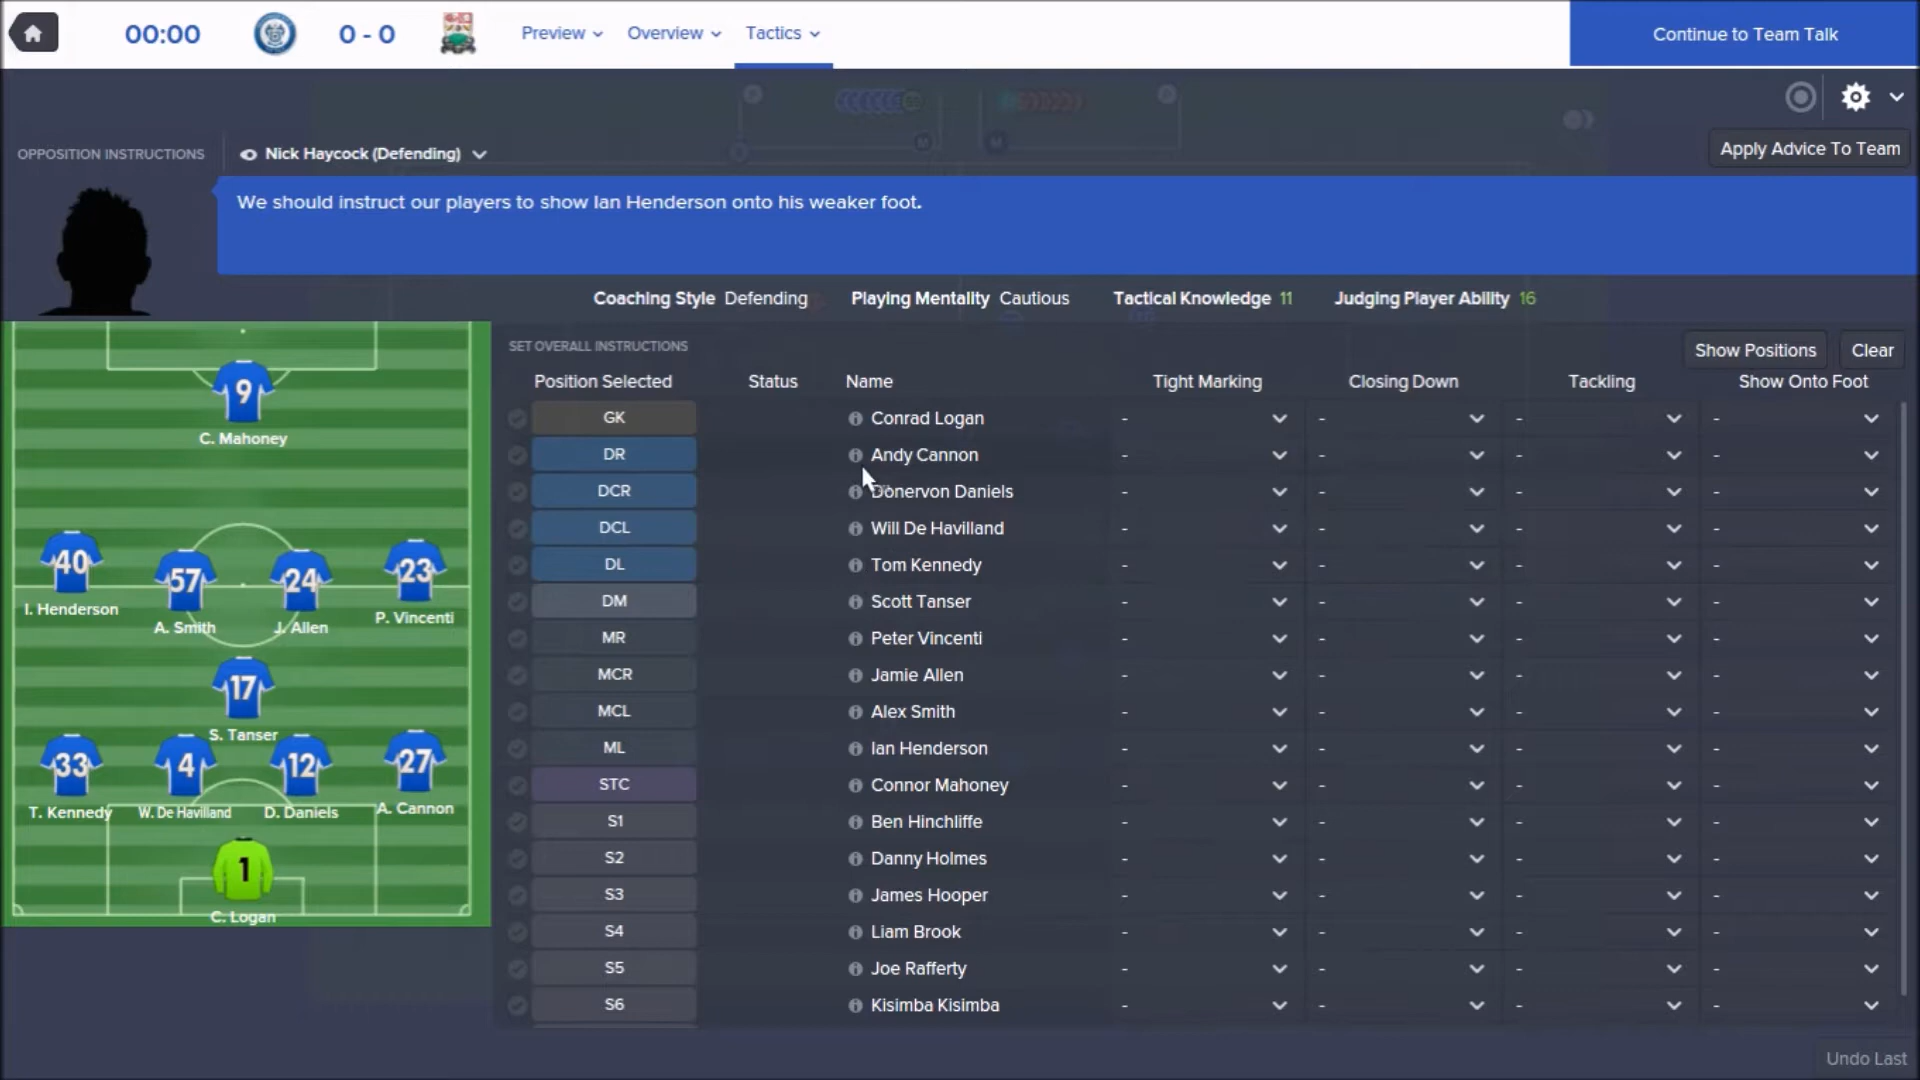 00:00
0 - 0
Preview
Overview
Tactics
Continue to Team Talk
OPPOSITION INSTRUCTIONS
Nick Haycock (Defending)
Apply Advice To Team
We should instruct our players to show Ian Henderson onto his weaker foot.
Coaching Style Defending
Playing Mentality Cautious
Tactical Knowledge 11
Judging Player Ability 16
SET OVERALL INSTRUCTIONS
Show Positions
Clear
Position Selected Status Name Tight Marking Closing Down Tackling Show Onto Foot
GK Conrad Logan - - - -
DR Andy Cannon - - - -
DCR Donervon Daniels - - - -
DCL Will De Havilland - - - -
DL Tom Kennedy - - - -
DM Scott Tanser - - - -
MR Peter Vincenti - - - -
MCR Jamie Allen - - - -
MCL Alex Smith - - - -
ML Ian Henderson - - - -
STC Connor Mahoney - - - -
S1 Ben Hinchliffe - - - -
S2 Danny Holmes - - - -
S3 James Hooper - - - -
S4 Liam Brook - - - -
S5 Joe Rafferty - - - -
S6 Kisimba Kisimba - - - -
9
C. Mahoney
40
57
24
23
I. Henderson
A. Smith
J. Allen
P. Vincenti
17
S. Tanser
33
4
12
27
T. Kennedy
W. De Havilland
D. Daniels
A. Cannon
1
C. Logan
Undo Last